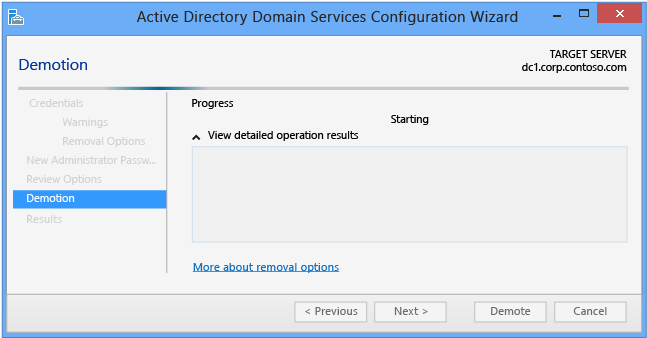 Active Directory Domain Services Configuration Wizard
Demotion
TARGET SERVER
dc1.corp.contoso.com
Credentials
Warnings
Removal Options
New Administrator Passw...
Review Options
Demotion
Results
Progress
Starting
View detailed operation results
More about removal options
< Previous
Next >
Demote
Cancel